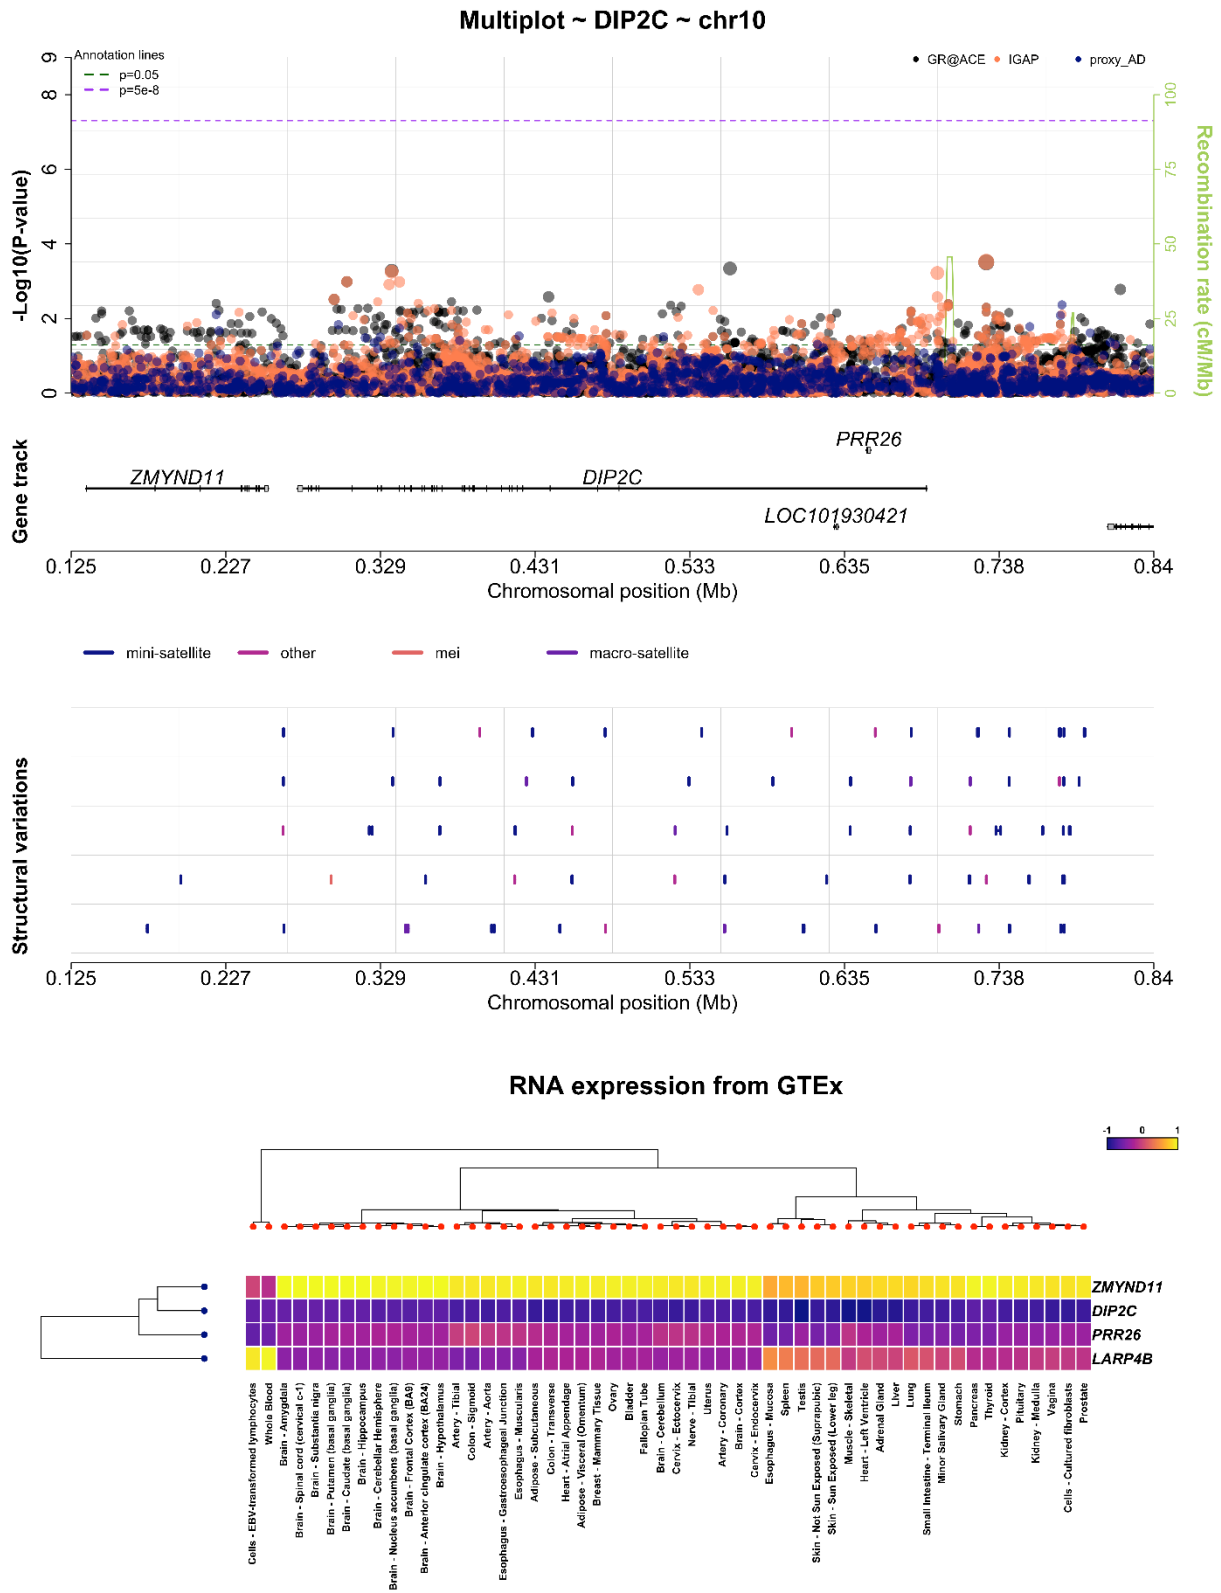 Multiplot ~ DIP2C ~ chr10
Annotation lines
p=0.05
p=5e-8
GR@ACE IGAP proxy_AD
9
8
6
4
2
0
-Log10(P-value)
100
75
50
25
0
Recombination rate (cM/Mb)
Gene track
PRR26
ZMYND11 DIP2C
LOC101930421
0.125 0.227 0.329 0.431 0.533 0.635 0.738 0.84
Chromosomal position (Mb)
mini-satellite other mei macro-satellite
Structural variations
0.125 0.227 0.329 0.431 0.533 0.635 0.738 0.84
Chromosomal position (Mb)
RNA expression from GTEx
-1 0 1
ZMYND11
DIP2C
PRR26
LARP4B
Cells - EBV-transformed lymphocytes
Whole Blood
Brain - Amygdala
Brain - Spinal cord (cervical c-1)
Brain - Substantia nigra
Brain - Putamen (basal ganglia)
Brain - Caudate (basal ganglia)
Brain - Hippocampus
Brain - Cerebellar Hemisphere
Brain - Nucleus accumbens (basal ganglia)
Brain - Frontal Cortex (BA9)
Brain - Anterior cingulate cortex (BA24)
Brain - Hypothalamus
Artery - Tibial
Colon - Sigmoid
Artery - Aorta
Esophagus - Gastroesophageal Junction
Esophagus - Muscularis
Adipose - Subcutaneous
Colon - Transverse
Heart - Atrial Appendage
Adipose - Visceral (Omentum)
Breast - Mammary Tissue
Ovary
Bladder
Fallopian Tube
Brain - Cerebellum
Cervix - Ectocervix
Nerve - Tibial
Uterus
Artery - Coronary
Brain - Cortex
Cervix - Endocervix
Esophagus - Mucosa
Spleen
Testis
Skin - Not Sun Exposed (Suprapubic)
Skin - Sun Exposed (Lower leg)
Muscle - Skeletal
Heart - Left Ventricle
Adrenal Gland
Liver
Lung
Small Intestine - Terminal Ileum
Minor Salivary Gland
Stomach
Pancreas
Thyroid
Kidney - Cortex
Pituitary
Kidney - Medulla
Vagina
Cells - Cultured fibroblasts
Prostate